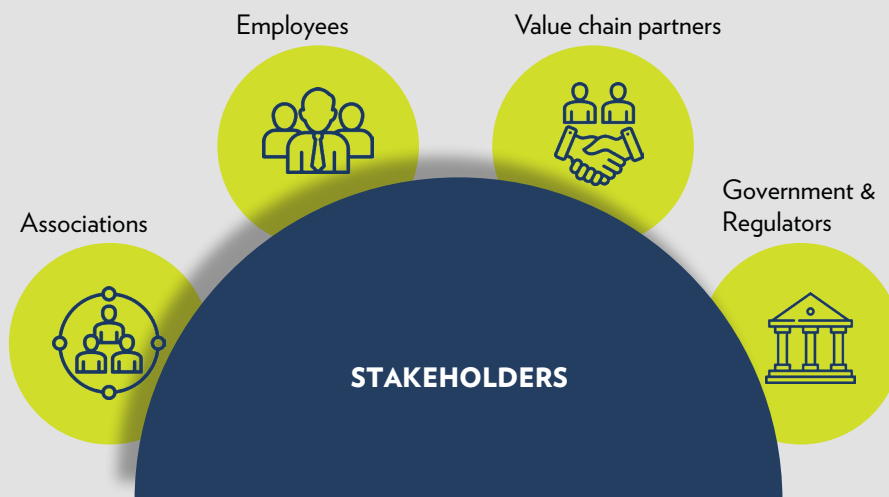 Employees
Value chain partners
Associations
Government &
Regulators
STAKEHOLDERS